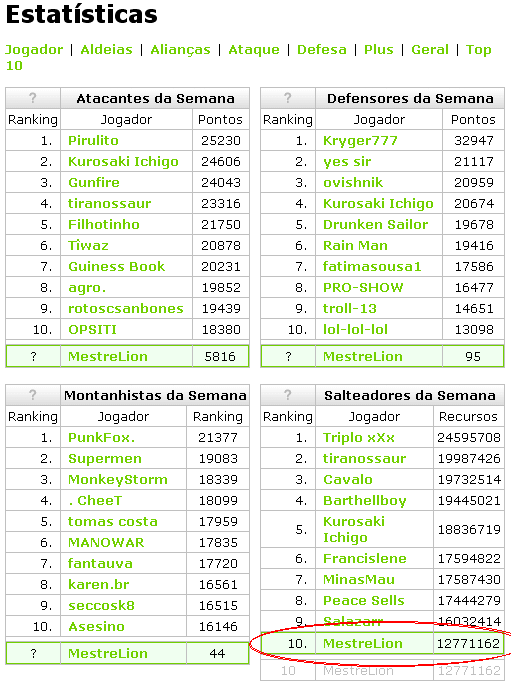 Estatísticas
Jogador | Aldeias | Alianças | Ataque | Defesa | Plus | Geral | Top
10
? Atacantes da Semana
Ranking Jogador Pontos
1. Pirulito 25230
2. Kurosaki Ichigo 24606
3. Gunfire 24043
4. tiranossaur 23316
5. Filhotinho 21750
6. Tiwaz 20878
7. Guiness Book 20231
8. agro. 19852
9. rotoscsanbones 19439
10. OPSITI 18380
? MestreLion 5816
? Defensores da Semana
Ranking Jogador Pontos
1. Kryger777 32947
2. yes sir 21117
3. ovishnik 20959
4. Kurosaki Ichigo 20674
5. Drunken Sailor 19678
6. Rain Man 19416
7. fatimasousa1 17586
8. PRO-SHOW 16477
9. troll-13 14651
10. lol-lol-lol 13098
? MestreLion 95
? Montanhistas da Semana
Ranking Jogador Ranking
1. PunkFox. 21377
2. Supermen 19083
3. MonkeyStorm 18339
4. . CheeT 18099
5. tomas costa 17959
6. MANOWAR 17835
7. fantauva 17720
8. karen.br 16561
9. seccosk8 16515
10. Asesino 16146
? MestreLion 44
? Salteadores da Semana
Ranking Jogador Recursos
1. Triplo xXx 24595708
2. tiranossaur 19987426
3. Cavalo 19732514
4. Barthellboy 19445021
5. Kurosaki
Ichigo 18836719
6. Francislene 17594822
7. MinasMau 17587430
8. Peace Sells 17444279
9. Salazarr 16032414
10. MestreLion 12771162
10 MestreLion 12771162